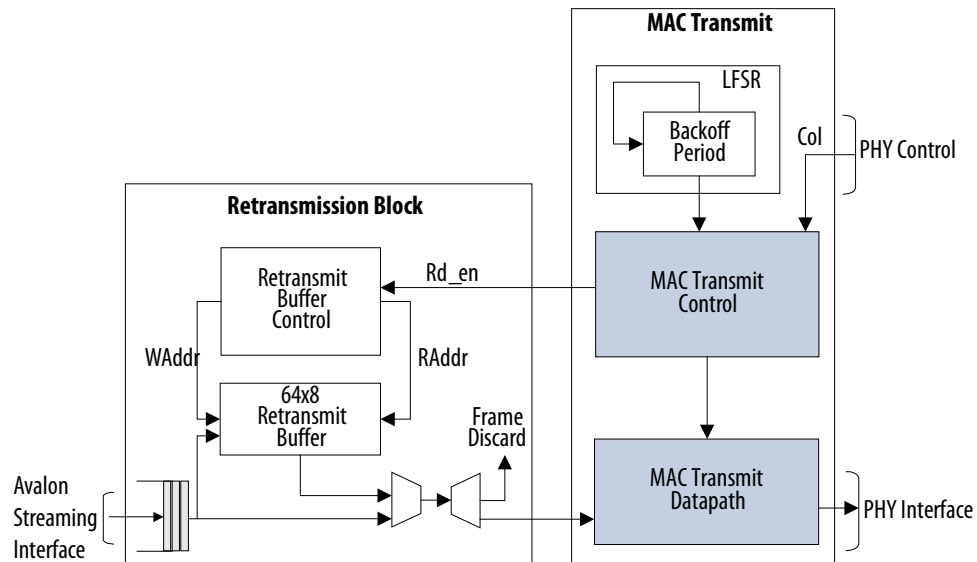 MAC Transmit
LFSR
Backoff
Period
Col
PHY Control
Retransmission Block
Retransmit
Buffer
Control
Rd_en
MAC Transmit
Control
WAddr
RAddr
64x8
Retransmit
Buffer
Frame
Discard
MAC Transmit
Datapath
Avalon
Streaming
Interface
PHY Interface